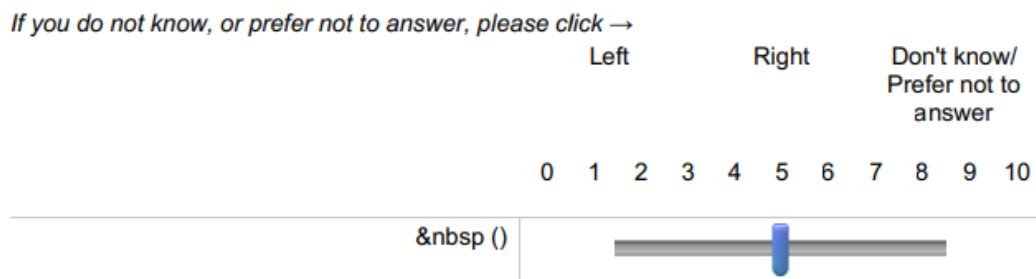 If you do not know, or prefer not to answer, please click →
Left Right Don't know/
Prefer not to
answer
0 1 2 3 4 5 6 7 8 9 10
&nbsp ()